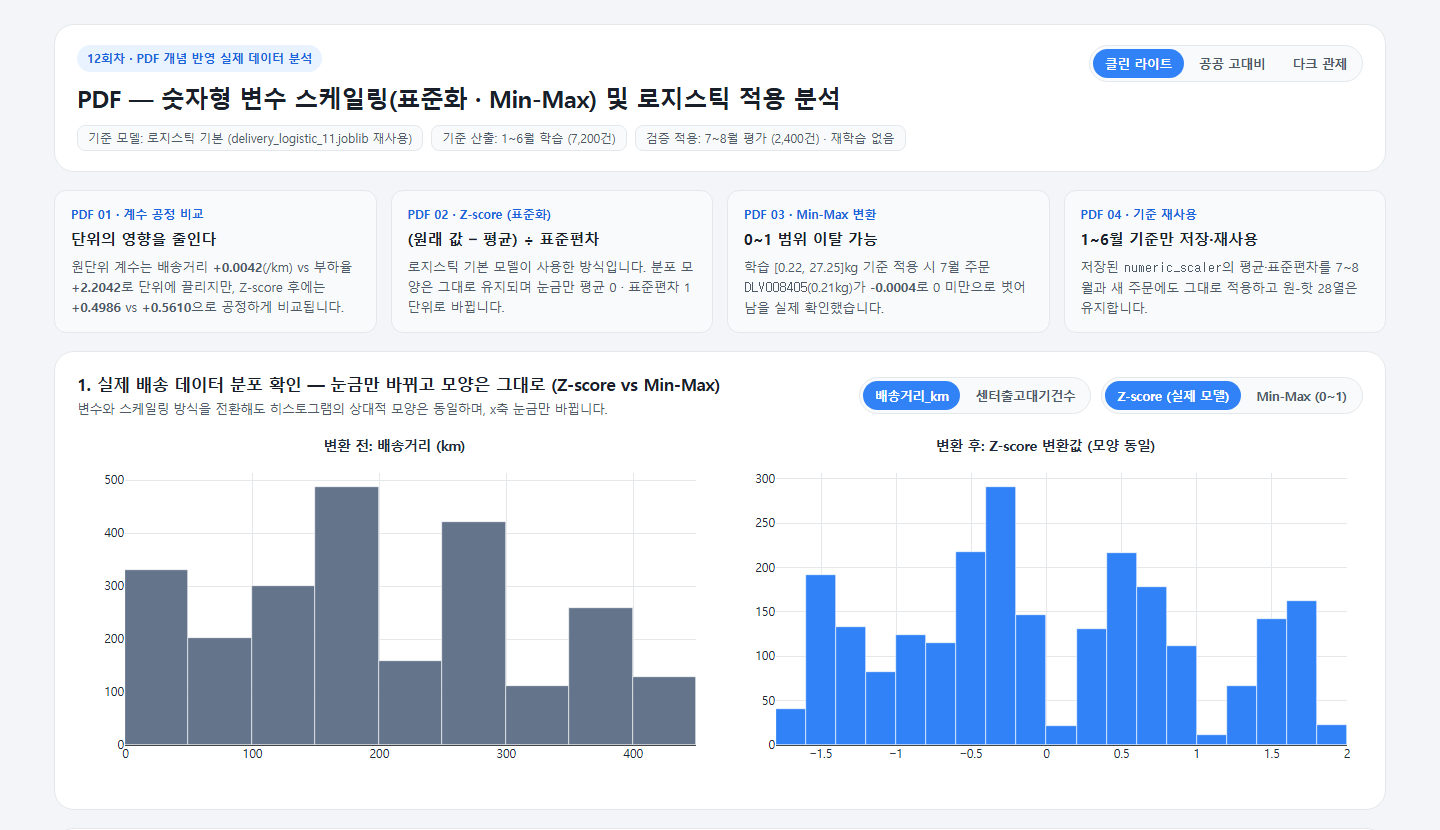 12회차 · PDF 개념 반영 실제 데이터 분석
클린 라이트 공공 고대비 다크 관제
PDF — 숫자형 변수 스케일링(표준화 · Min-Max) 및 로지스틱 적용 분석
기준 모델: 로지스틱 기본 (delivery_logistic_11.joblib 재사용) 기준 산출: 1~6월 학습 (7,200건) 검증 적용: 7~8월 평가 (2,400건) · 재학습 없음
PDF 01 · 계수 공정 비교
단위의 영향을 줄인다
원단위 계수는 배송거리 +0.0042(/km) vs 부하율
+2.2042로 단위에 끌리지만, Z-score 후에는
+0.4986 vs +0.5610으로 공정하게 비교됩니다.
PDF 02 · Z-score (표준화)
(원래 값 − 평균) ÷ 표준편차
로지스틱 기본 모델이 사용한 방식입니다. 분포 모
양은 그대로 유지되며 눈금만 평균 0 · 표준편차 1
단위로 바뀝니다.
PDF 03 · Min-Max 변환
0~1 범위 이탈 가능
학습 [0.22, 27.25]kg 기준 적용 시 7월 주문
DLV008405(0.21kg)가 -0.0004로 0 미만으로 벗어
남을 실제 확인했습니다.
PDF 04 · 기준 재사용
1~6월 기준만 저장·재사용
저장된 numeric_scaler의 평균·표준편차를 7~8
월과 새 주문에도 그대로 적용하고 원-핫 28열은
유지합니다.
1. 실제 배송 데이터 분포 확인 — 눈금만 바뀌고 모양은 그대로 (Z-score vs Min-Max)
변수와 스케일링 방식을 전환해도 히스토그램의 상대적 모양은 동일하며, x축 눈금만 바뀝니다.
배송거리_km 센터출고대기건수 Z-score (실제 모델) Min-Max (0~1)
변환 전: 배송거리 (km)
500
400
300
200
100
0
0 100 200 300 400
변환 후: Z-score 변환값 (모양 동일)
300
250
200
150
100
50
0
−1.5 −1 −0.5 0 0.5 1 1.5 2